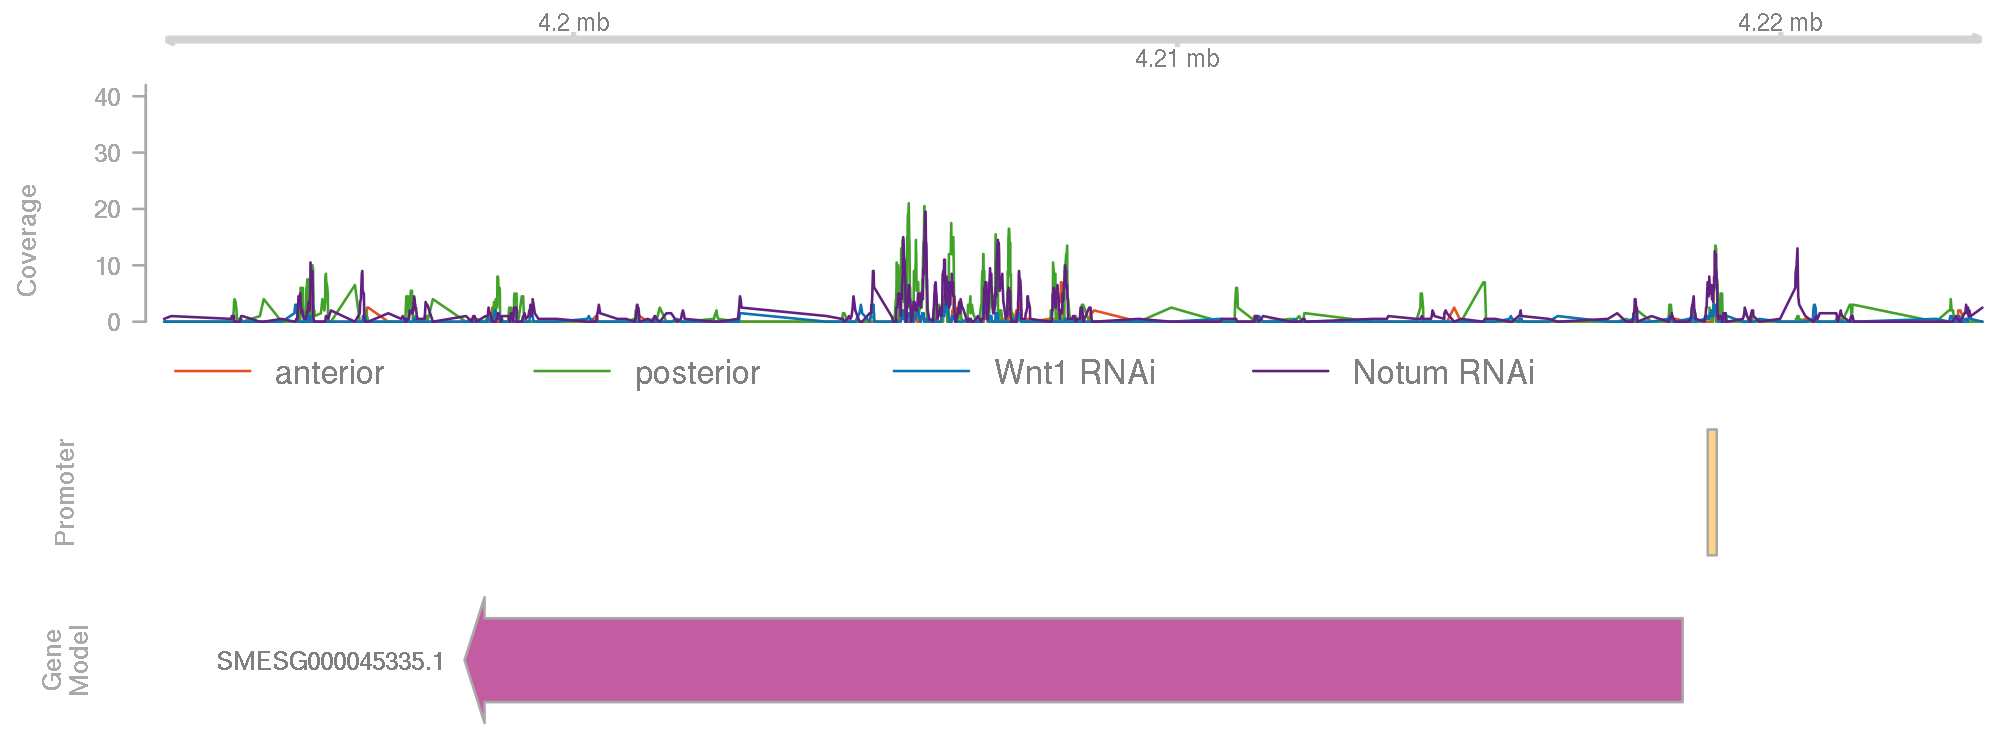 4.2 mb
4.22 mb
4.21 mb
Coverage
40
30
20
10
0
anterior posterior Wnt1 RNAi Notum RNAi
Promoter
Gene
Model
SMESG000045335.1